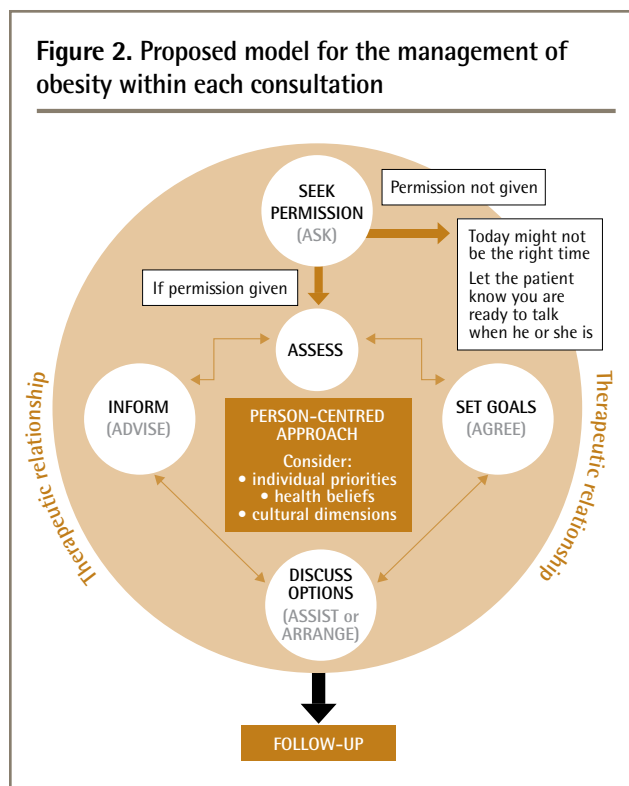 Figure 2. Proposed model for the management of
obesity within each consultation
SEEK
PERMISSION
(ASK)
Permission not given
Today might not
be the right time
Let the patient
know you are
ready to talk
when he or she is
If permission given
ASSESS
INFORM
(ADVISE)
PERSON-CENTRED
APPROACH
Consider:
• individual priorities
• health beliefs
• cultural dimensions
SET GOALS
(AGREE)
Therapeutic relationship
Therapeutic relationship
DISCUSS
OPTIONS
(ASSIST or
ARRANGE)
FOLLOW-UP